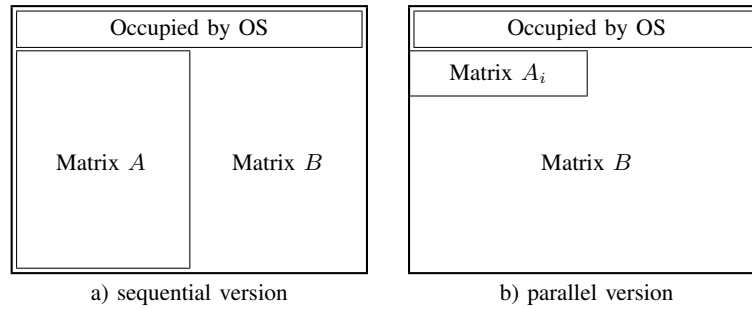 Occupied by OS
Matrix A
Matrix B
a) sequential version
Occupied by OS
Matrix A_i
Matrix B
b) parallel version